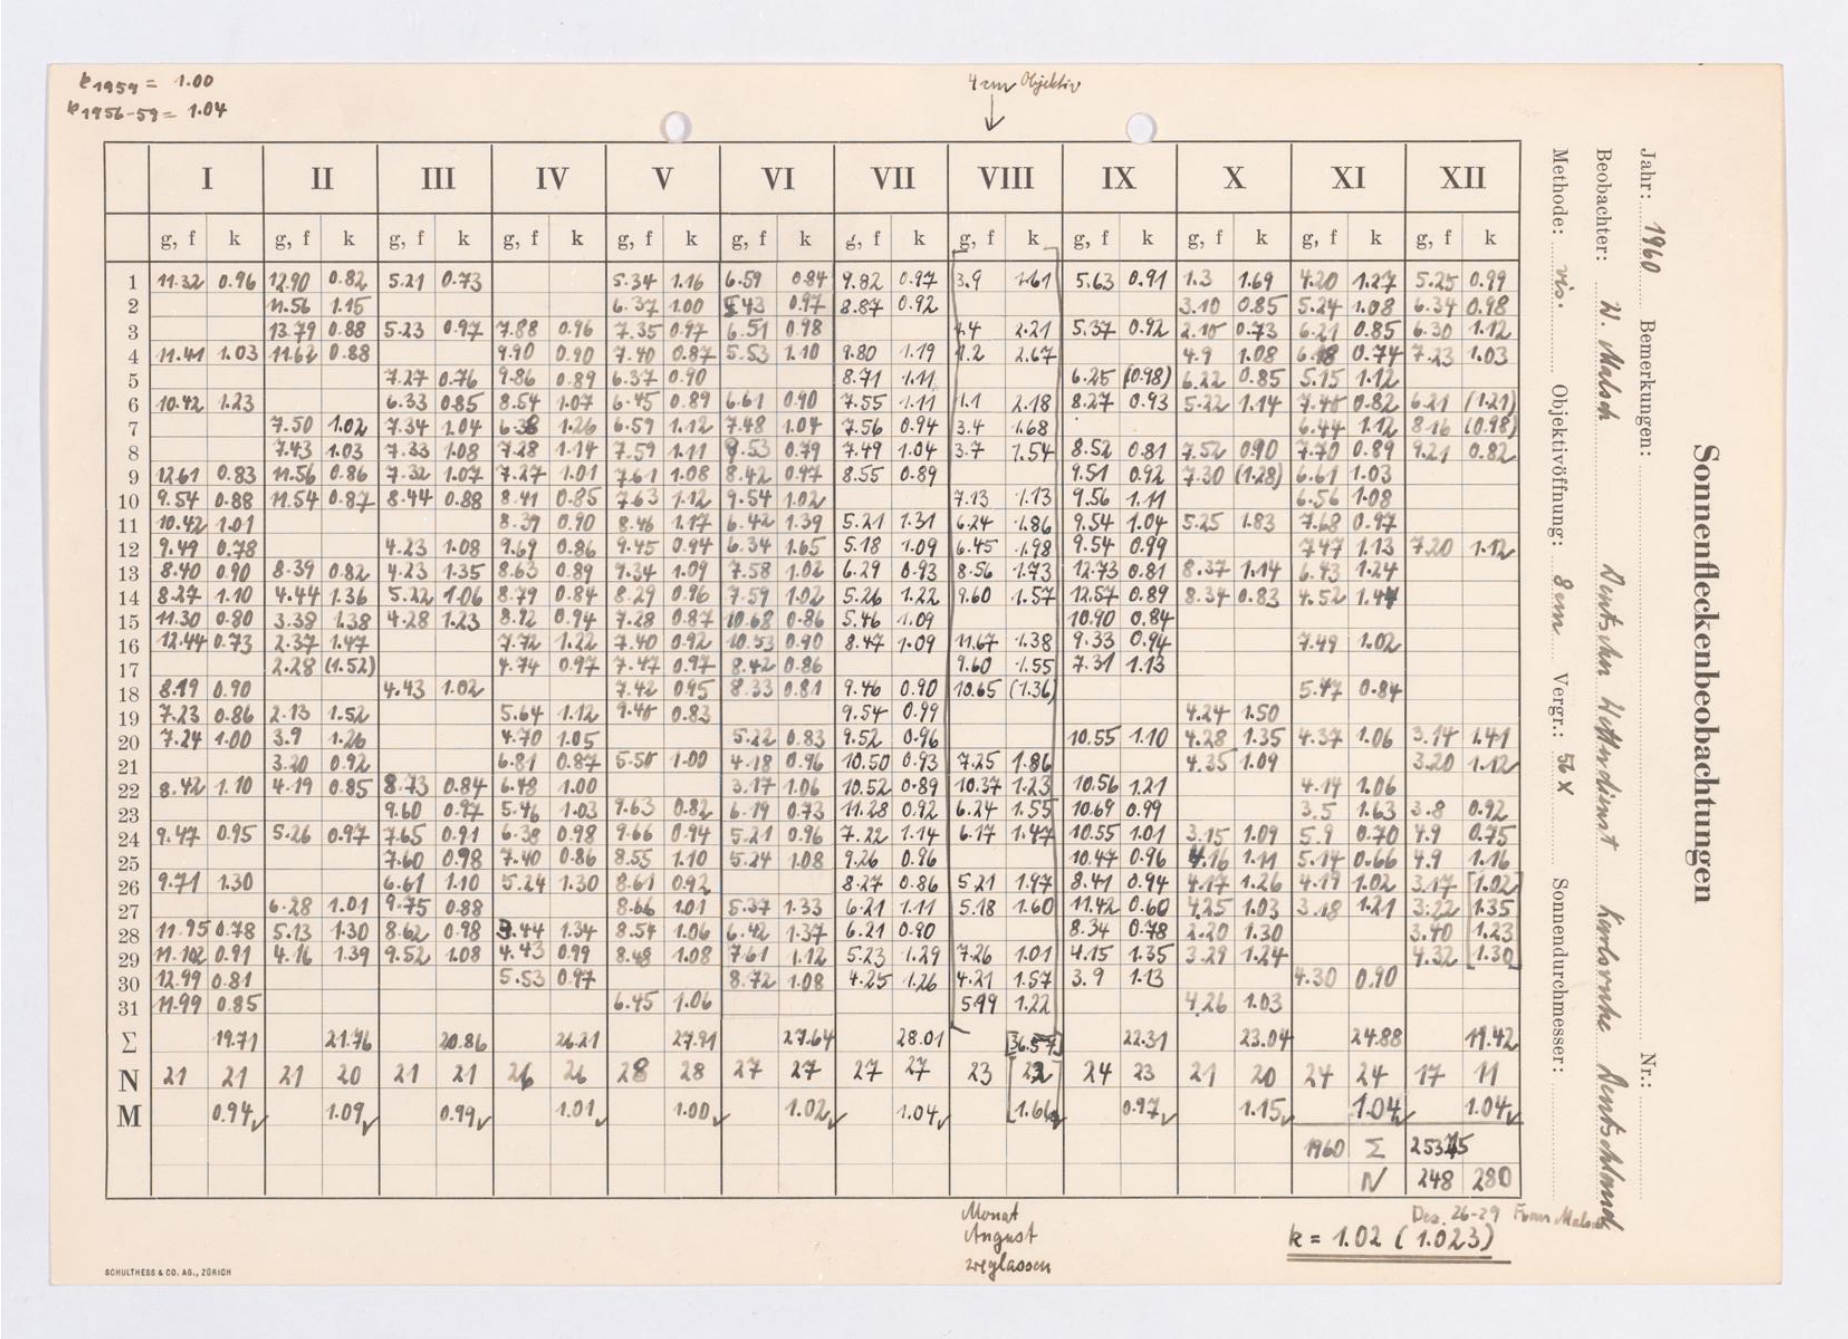 k1959 = 1.00
k1956-59 = 1.04
4 cm Objektiv
I II III IV V VI VII VIII IX X XI XII
g, f k g, f k g, f k g, f k g, f k g, f k g, f k g, f k g, f k g, f k g, f k g, f k
1 11.32 0.96 12.90 0.82 5.21 0.73 5.34 1.16 6.59 0.84 9.82 0.97 3.9 1.61 5.63 0.91 1.3 1.69 4.20 1.27 5.25 0.99
2 11.56 1.15 6.37 1.00 5.43 0.97 8.87 0.92 3.10 0.85 5.24 1.08 6.34 0.98
3 13.79 0.88 5.23 0.97 7.88 0.96 7.35 0.97 6.51 0.98 4.4 2.21 5.37 0.92 2.10 0.73 6.21 0.85 6.30 1.12
4 11.41 1.03 11.62 0.88 9.90 0.90 7.40 0.87 5.53 1.10 9.80 1.19 1.2 2.67 4.9 1.08 6.18 0.74 7.23 1.03
5 7.27 0.76 9.86 0.89 6.37 0.90 8.71 1.11 6.25 (0.98) 6.22 0.85 5.15 1.12
6 10.42 1.23 6.33 0.85 8.54 1.07 6.45 0.89 6.61 0.90 7.55 1.11 1.1 2.18 8.27 0.93 5.22 1.14 7.40 0.82 6.21 (1.21)
7 7.50 1.02 7.34 1.04 6.38 1.26 6.59 1.12 7.48 1.04 7.56 0.94 3.4 1.68 6.44 1.12 8.16 (0.98)
8 7.43 1.03 7.33 1.08 7.28 1.14 7.59 1.11 9.53 0.79 7.49 1.04 3.7 1.54 8.52 0.81 7.52 0.90 7.70 0.89 9.21 0.82
9 12.61 0.83 11.56 0.86 7.32 1.07 7.27 1.01 7.61 1.08 8.42 0.97 8.55 0.89 9.51 0.92 7.30 (1.28) 6.61 1.03
10 9.54 0.88 11.54 0.87 8.44 0.88 8.41 0.85 7.63 1.12 9.54 1.02 7.13 1.13 9.56 1.11 6.56 1.08
11 10.42 1.01 8.39 0.90 8.46 1.17 6.42 1.39 5.21 1.31 6.24 1.86 9.54 1.04 5.25 1.83 7.68 0.97
12 9.49 0.78 4.23 1.08 9.69 0.86 9.45 0.94 6.34 1.65 5.18 1.09 6.45 1.98 9.54 0.99 7.47 1.13 7.20 1.12
13 8.40 0.90 8.39 0.82 4.23 1.35 8.63 0.89 9.34 1.09 7.58 1.02 6.29 0.93 8.56 1.73 12.73 0.81 8.37 1.14 6.43 1.24
14 8.27 1.10 4.44 1.36 5.22 1.06 8.79 0.84 8.29 0.96 7.59 1.02 5.26 1.22 9.60 1.57 12.57 0.89 8.34 0.83 4.52 1.44
15 11.30 0.80 3.38 1.38 4.28 1.23 8.72 0.94 7.28 0.87 10.68 0.86 5.46 1.09 10.90 0.84
16 12.44 0.73 2.37 1.47 7.72 1.22 7.40 0.92 10.53 0.90 8.47 1.09 11.67 1.38 9.33 0.94 7.49 1.02
17 2.28 (1.52) 4.74 0.97 7.47 0.97 8.42 0.86 9.60 1.55 7.31 1.13
18 8.19 0.90 4.43 1.02 7.42 0.95 8.33 0.81 9.46 0.90 10.65 (1.36) 5.47 0.84
19 7.23 0.86 2.13 1.52 5.64 1.12 9.40 0.83 9.54 0.99 4.24 1.50
20 7.24 1.00 3.9 1.26 4.70 1.05 5.22 0.83 9.52 0.96 10.55 1.10 4.28 1.35 4.37 1.06 3.14 1.41
21 3.20 0.92 6.81 0.87 5.50 1.00 4.18 0.96 10.50 0.93 7.25 1.86 4.35 1.09 3.20 1.12
22 8.42 1.10 4.19 0.85 8.73 0.84 6.48 1.00 3.17 1.06 10.52 0.89 10.37 1.23 10.56 1.21 4.14 1.06
23 9.60 0.97 5.46 1.03 9.63 0.82 6.19 0.73 11.28 0.92 6.24 1.55 10.69 0.99 3.5 1.63 3.8 0.92
24 9.47 0.95 5.26 0.97 7.65 0.91 6.38 0.98 9.66 0.94 5.21 0.96 7.22 1.14 6.17 1.47 10.55 1.01 3.15 1.09 5.9 0.70 4.9 0.75
25 7.60 0.98 7.40 0.86 8.55 1.10 5.24 1.08 9.26 0.96 10.47 0.96 4.16 1.11 5.14 0.66 4.9 1.16
26 9.71 1.30 6.61 1.10 5.24 1.30 8.61 0.92 8.27 0.86 5.21 1.97 8.41 0.94 4.17 1.26 4.19 1.02 3.17 [1.02]
27 6.28 1.01 9.75 0.88 8.66 1.01 5.37 1.33 6.21 1.11 5.18 1.60 11.42 0.60 4.25 1.03 3.18 1.21 3.22 1.35
28 11.95 0.78 5.13 1.30 8.62 0.98 3.44 1.34 8.54 1.06 6.42 1.37 6.21 0.80 8.34 0.78 2.20 1.30 3.40 1.23
29 11.102 0.91 4.16 1.39 9.52 1.08 4.43 0.99 8.48 1.08 7.61 1.12 5.23 1.29 7.26 1.01 4.15 1.35 3.29 1.24 4.32 [1.30]
30 12.99 0.81 5.53 0.97 8.72 1.08 4.25 1.26 4.21 1.57 3.9 1.13 4.30 0.90
31 11.99 0.85 6.45 1.06 5.99 1.22 4.26 1.03
Σ 19.71 21.76 20.86 26.21 27.91 27.64 28.01 [36.57] 22.31 23.04 24.88 11.42
N 21 21 21 20 21 21 26 26 28 28 27 27 27 27 23 22 24 23 21 20 24 24 17 11
M 0.94 1.09 0.99 1.01 1.00 1.02 1.04 [1.66] 0.97 1.15 1.04 1.04
1960 Σ
N 248 280
Monat
August
weglassen
Dez. 26-29 Frau Malsch
k = 1.02 (1.023)
SCHULTHESS & CO. AG., ZÜRICH
Sonnenfleckenbeobachtungen
Jahr: 1960 Bemerkungen: Nr.:
Beobachter: W. Malsch Deutscher Wetterdienst Karlsruhe Deutschland
Methode: vis. Objektivöffnung: 8 cm Vergr.: 56 x Sonnendurchmesser: